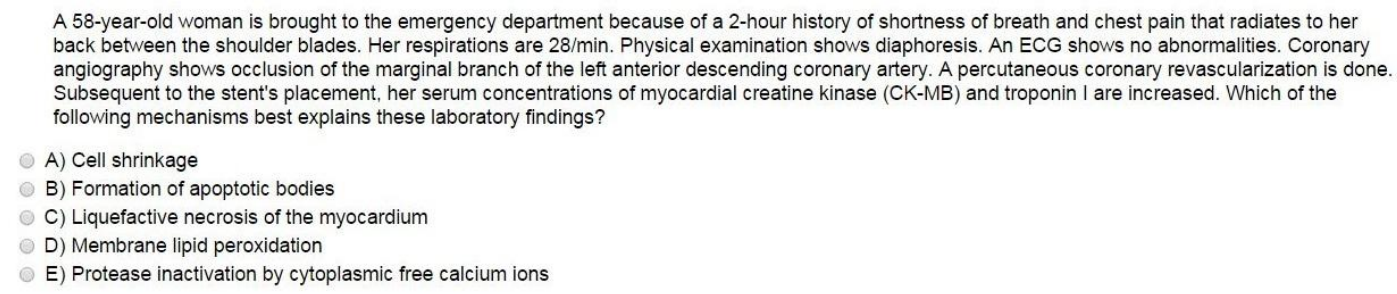 A 58-year-old woman is brought to the emergency department because of a 2-hour history of shortness of breath and chest pain that radiates to her
back between the shoulder blades. Her respirations are 28/min. Physical examination shows diaphoresis. An ECG shows no abnormalities. Coronary
angiography shows occlusion of the marginal branch of the left anterior descending coronary artery. A percutaneous coronary revascularization is done.
Subsequent to the stent's placement, her serum concentrations of myocardial creatine kinase (CK-MB) and troponin I are increased. Which of the
following mechanisms best explains these laboratory findings?
A) Cell shrinkage
B) Formation of apoptotic bodies
C) Liquefactive necrosis of the myocardium
D) Membrane lipid peroxidation
E) Protease inactivation by cytoplasmic free calcium ions